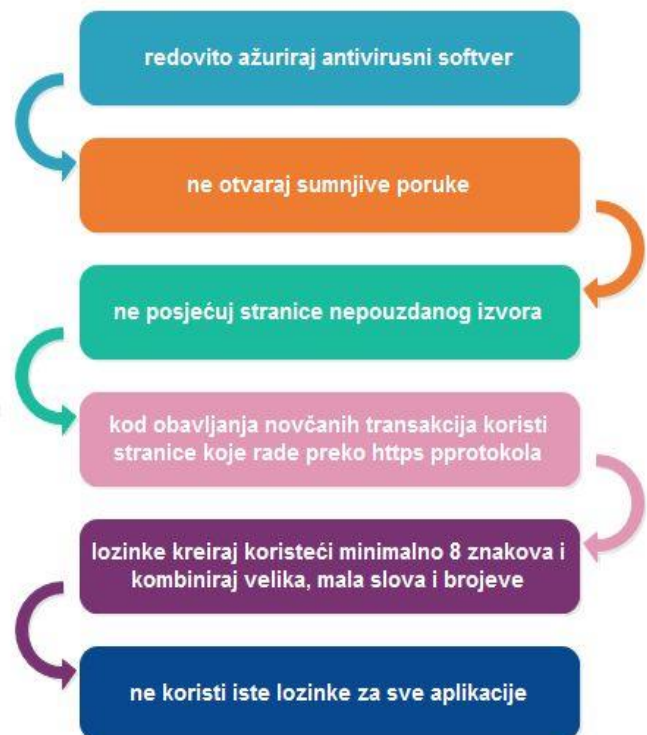 redovito ažuriraj antivirusni softver
ne otvaraj sumnjive poruke
ne posjećuj stranice nepouzdanog izvora
kod obavljanja novčanih transakcija koristi
stranice koje rade preko https pprotokola
lozinke kreiraj koristeći minimalno 8 znakova i
kombiniraj velika, mala slova i brojeve
ne koristi iste lozinke za sve aplikacije